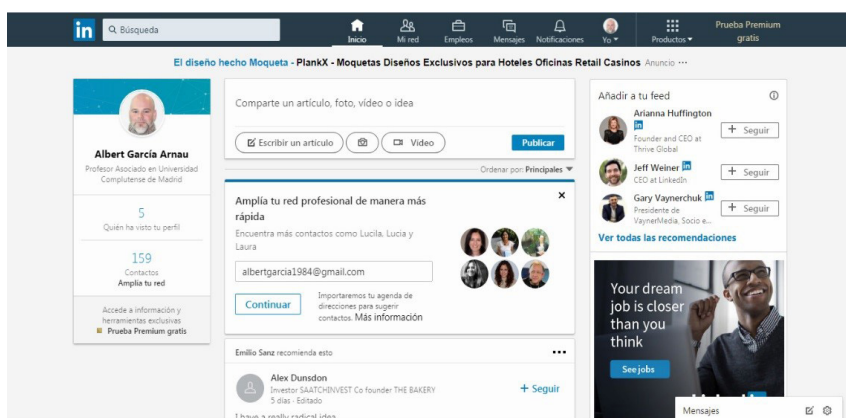 in
Búsqueda
Inicio
Mi red
Empleos
Mensajes
Notificaciones
Yo
Productos
Prueba Premium
gratis
El diseño hecho Moqueta - PlankX - Moquetas Diseños Exclusivos para Hoteles Oficinas Retail Casinos Anuncio ···
Albert García Arnau
Profesor Asociado en Universidad
Complutense de Madrid
5
Quién ha visto tu perfil
159
Contactos
Amplía tu red
Accede a información y
herramientas exclusivas
Prueba Premium gratis
Comparte un artículo, foto, vídeo o idea
Escribir un artículo
Vídeo
Publicar
Ordenar por: Principales
Amplía tu red profesional de manera más
rápida
Encuentra más contactos como Lucila, Lucia y
Laura
albertgarcia1984@gmail.com
Continuar
Importaremos tu agenda de
direcciones para sugerir
contactos. Más información
Emilio Sanz recomienda esto
Alex Dunsdon
Investor SAATCHINVEST Co founder THE BAKERY
5 días · Editado
+ Seguir
I have a really radical idea
Añadir a tu feed
Arianna Huffington
in
Founder and CEO at
Thrive Global
+ Seguir
Jeff Weiner in
CEO at LinkedIn
+ Seguir
Gary Vaynerchuk in
Presidente de
VaynerMedia, Socio e...
+ Seguir
Ver todas las recomendaciones
Your dream
job is closer
than you
think
See jobs
Mensajes